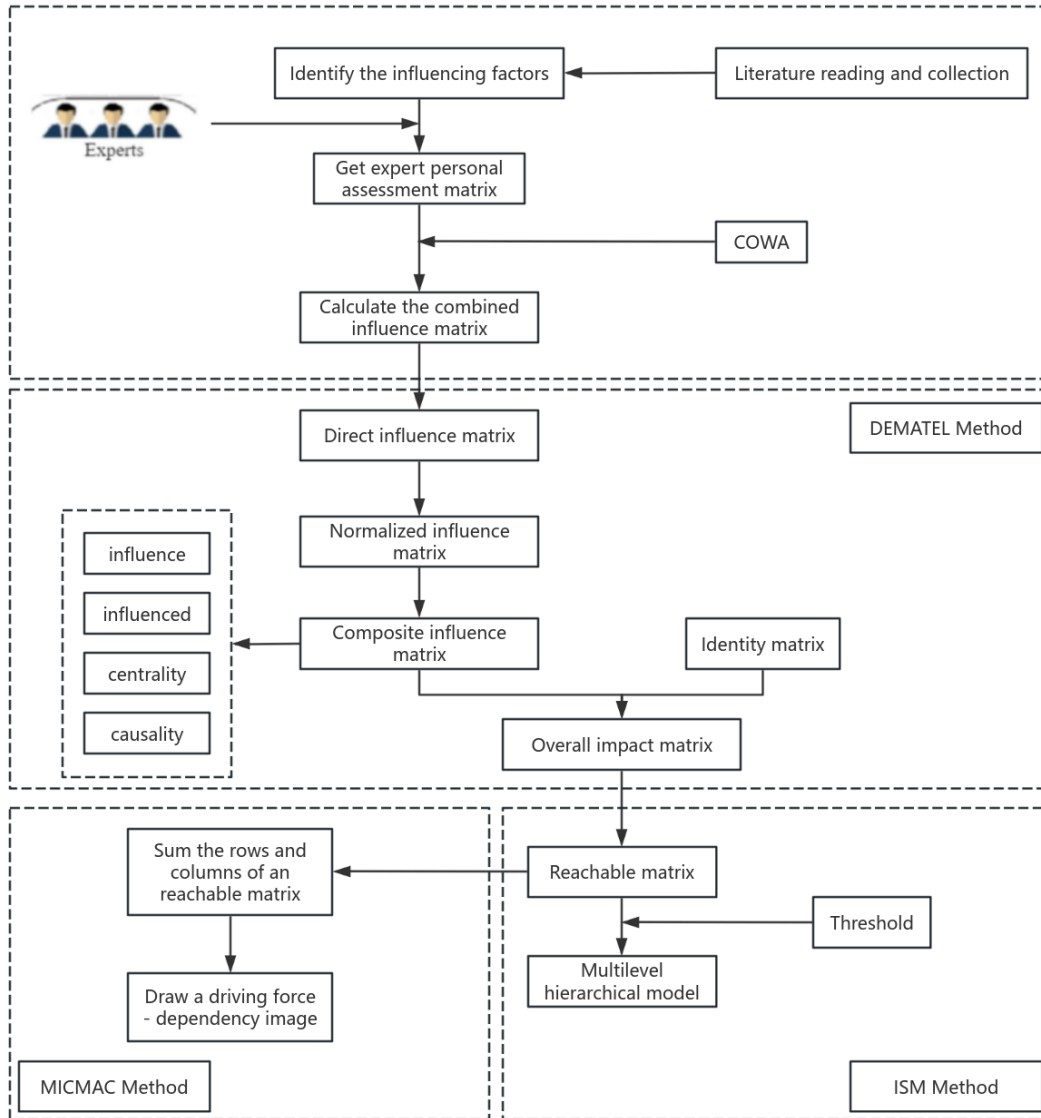 Identify the influencing factors
Literature reading and collection
Experts
Get expert personal
assessment matrix
COWA
Calculate the combined
influence matrix
Direct influence matrix
DEMATEL Method
Normalized influence
matrix
influence
influenced
centrality
causality
Composite influence
matrix
Identity matrix
Overall impact matrix
Sum the rows and
columns of an
reachable matrix
Reachable matrix
Threshold
Multilevel
hierarchical model
Draw a driving force
- dependency image
MICMAC Method
ISM Method